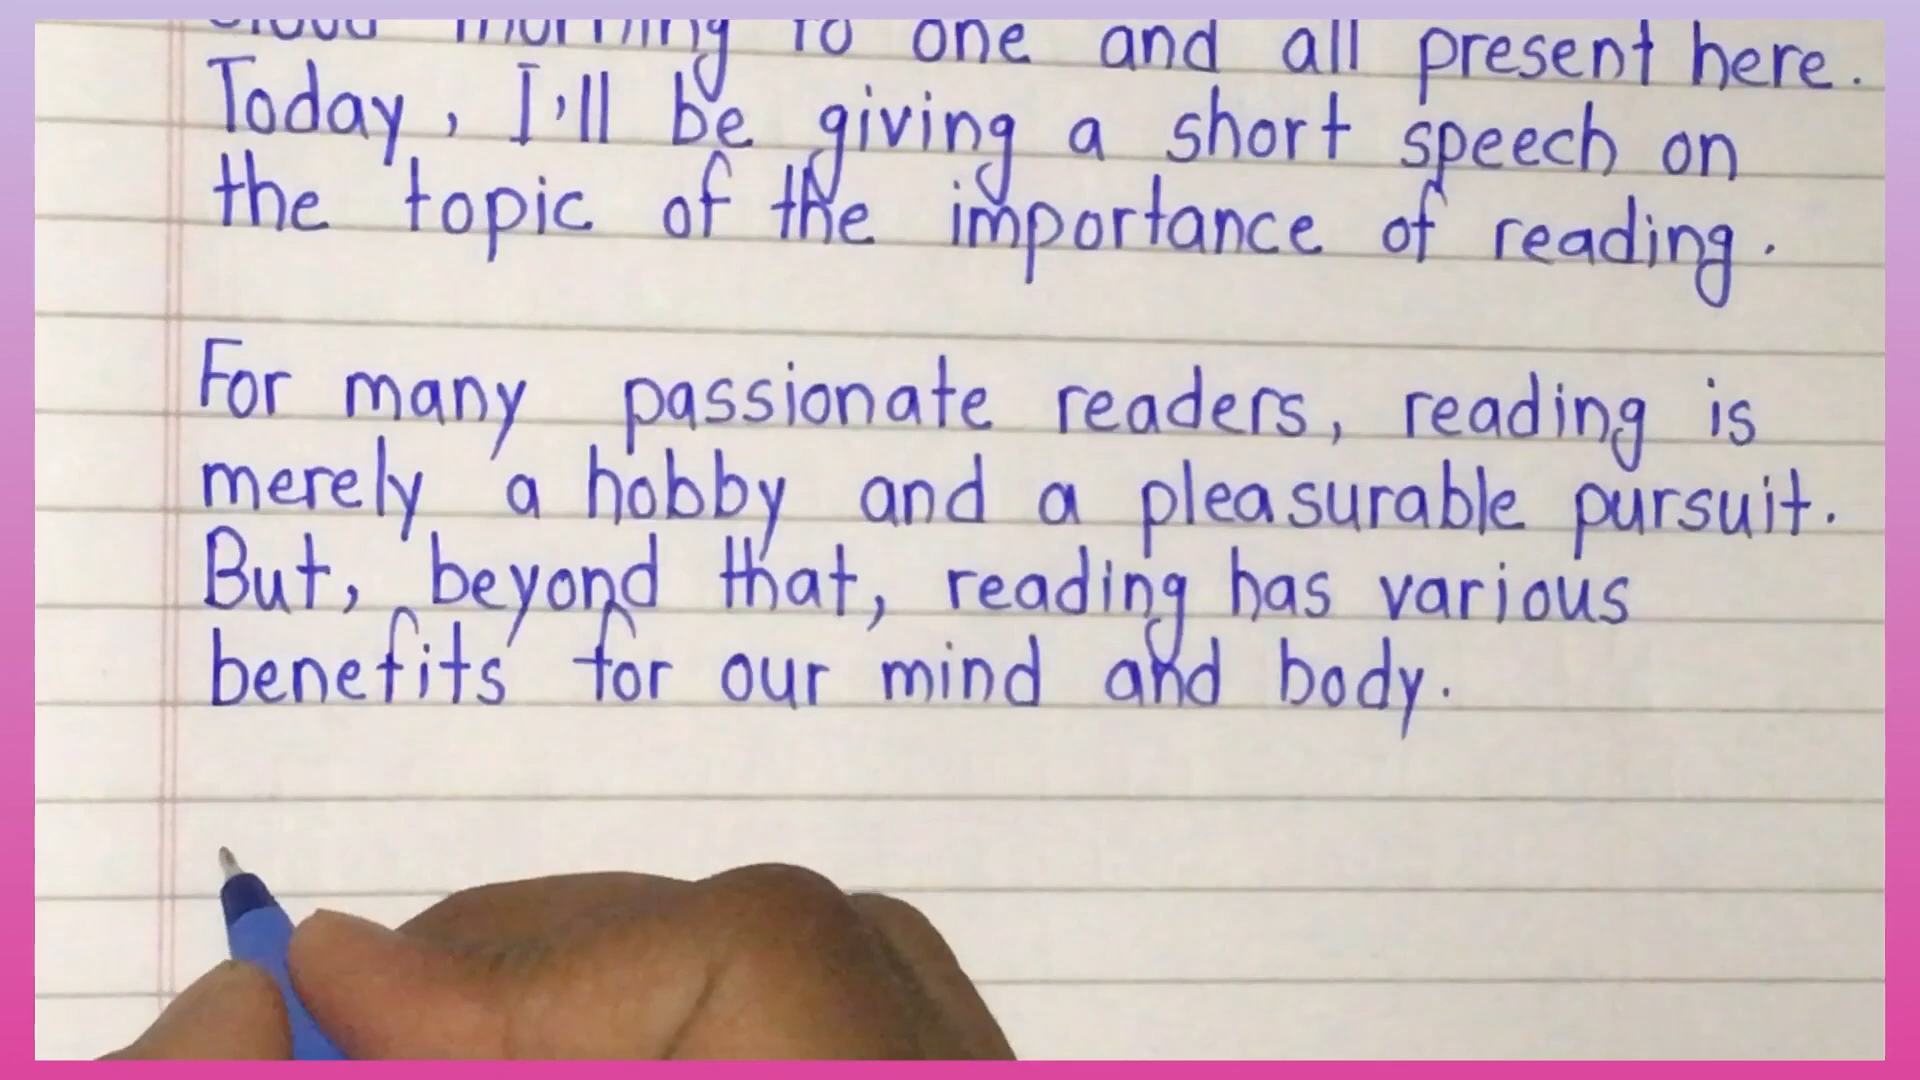 Good morning to one and all present here.
Today, I'll be giving a short speech on
the topic of the importance of reading.
For many passionate readers, reading is
merely a hobby and a pleasurable pursuit.
But, beyond that, reading has various
benefits for our mind and body.